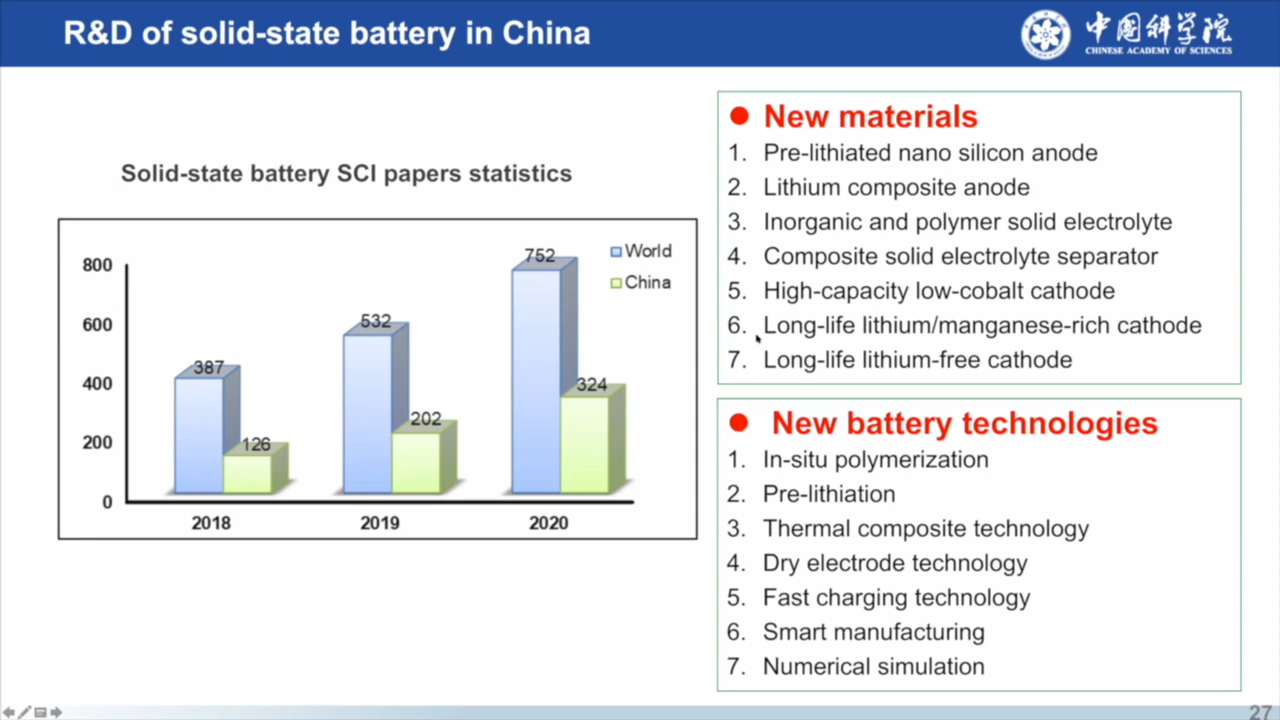 R&D of solid-state battery in China
中国科学院
CHINESE ACADEMY OF SCIENCES
Solid-state battery SCI papers statistics
800
600
400
200
0
387
126
532
202
752
324
World
China
2018
2019
2020
New materials
1. Pre-lithiated nano silicon anode
2. Lithium composite anode
3. Inorganic and polymer solid electrolyte
4. Composite solid electrolyte separator
5. High-capacity low-cobalt cathode
6. Long-life lithium/manganese-rich cathode
7. Long-life lithium-free cathode
New battery technologies
1. In-situ polymerization
2. Pre-lithiation
3. Thermal composite technology
4. Dry electrode technology
5. Fast charging technology
6. Smart manufacturing
7. Numerical simulation
27